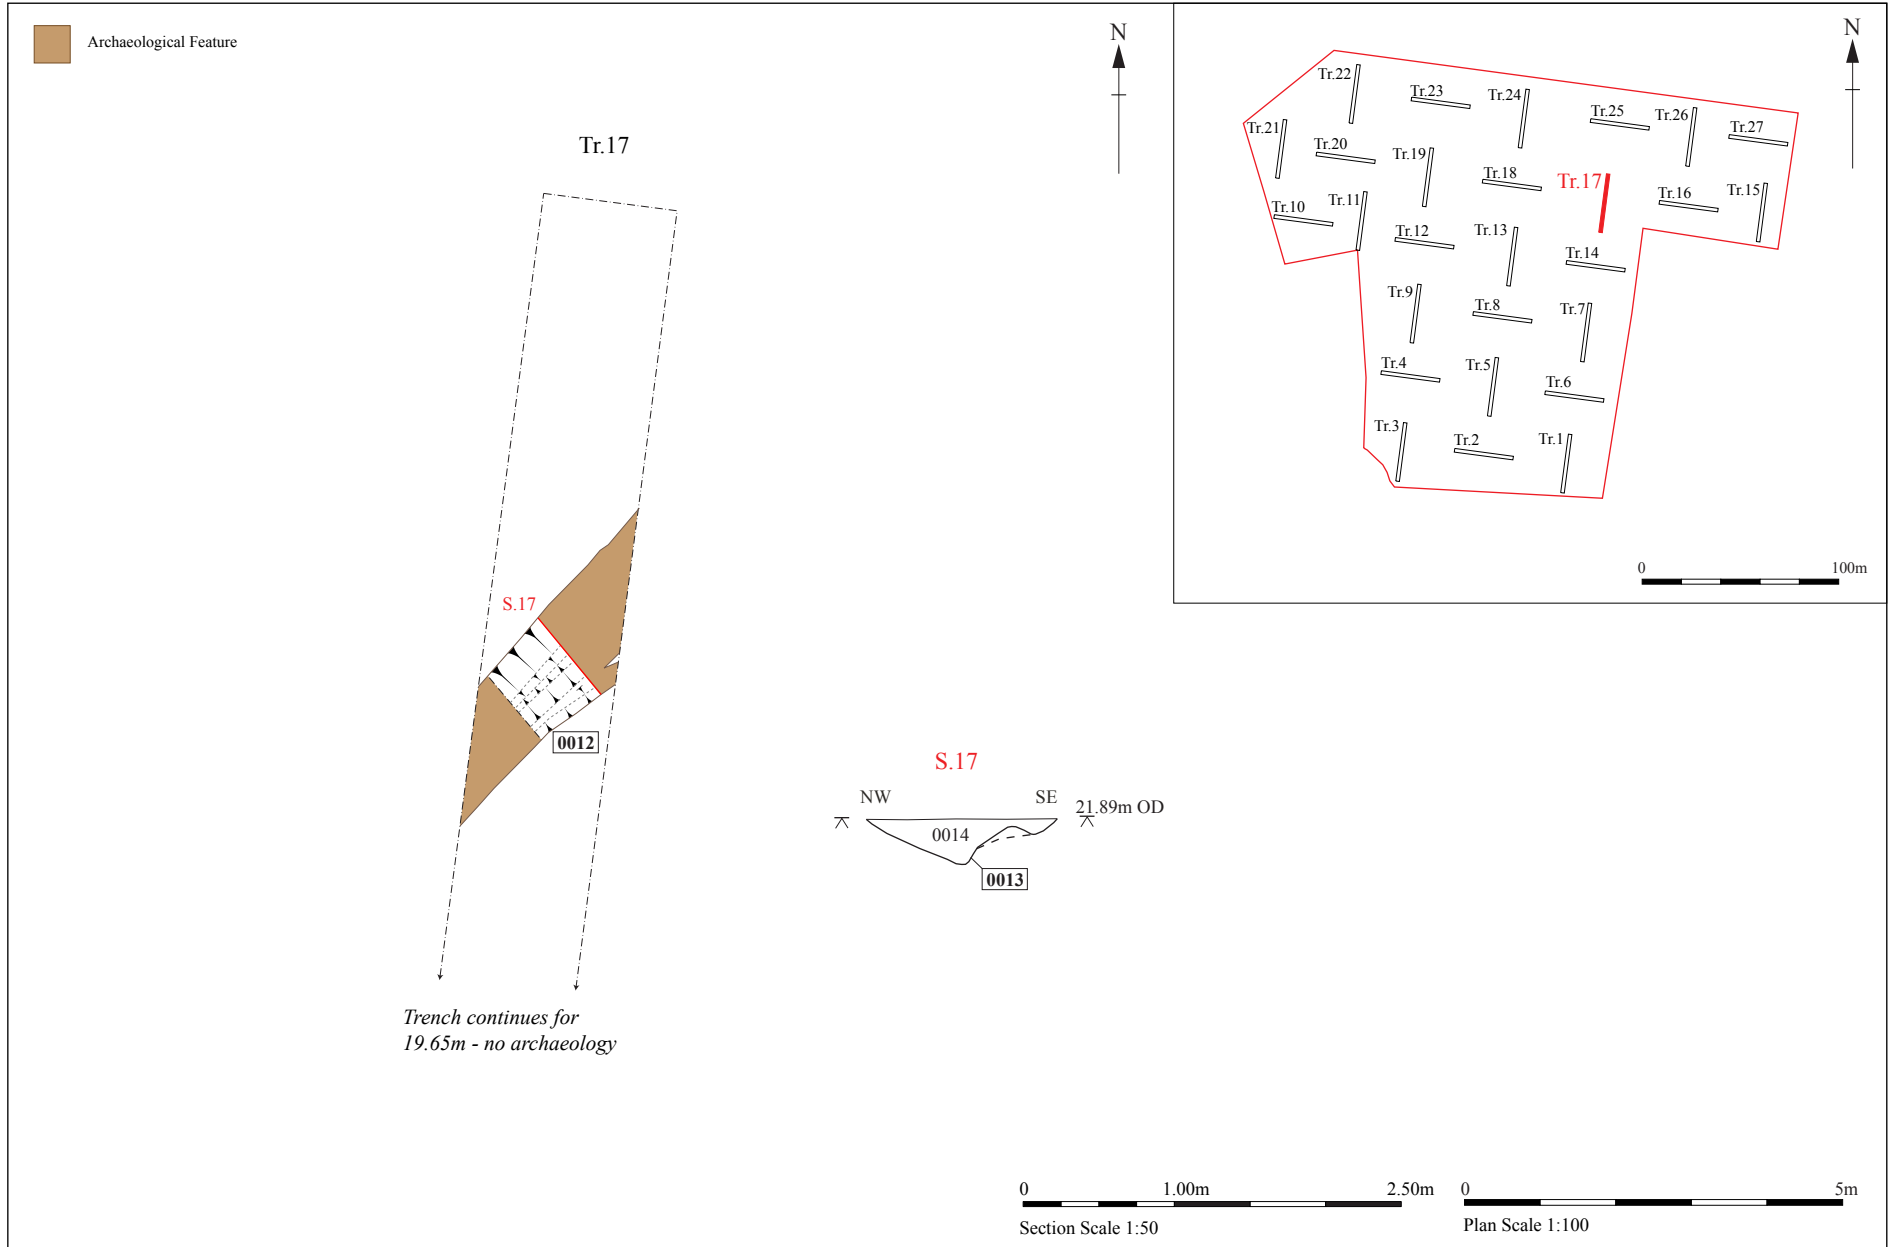 Archaeological Feature
Tr.17
N
S.17
0012
Trench continues for
19.65m - no archaeology
S.17
NW
SE
21.89m OD
0014
0013
N
Tr.22
Tr.23
Tr.24
Tr.25
Tr.26
Tr.27
Tr.21
Tr.20
Tr.19
Tr.18
Tr.17
Tr.16
Tr.15
Tr.10
Tr.11
Tr.12
Tr.13
Tr.14
Tr.9
Tr.8
Tr.7
Tr.4
Tr.5
Tr.6
Tr.3
Tr.2
Tr.1
0 100m
0 1.00m 2.50m
Section Scale 1:50
0 5m
Plan Scale 1:100